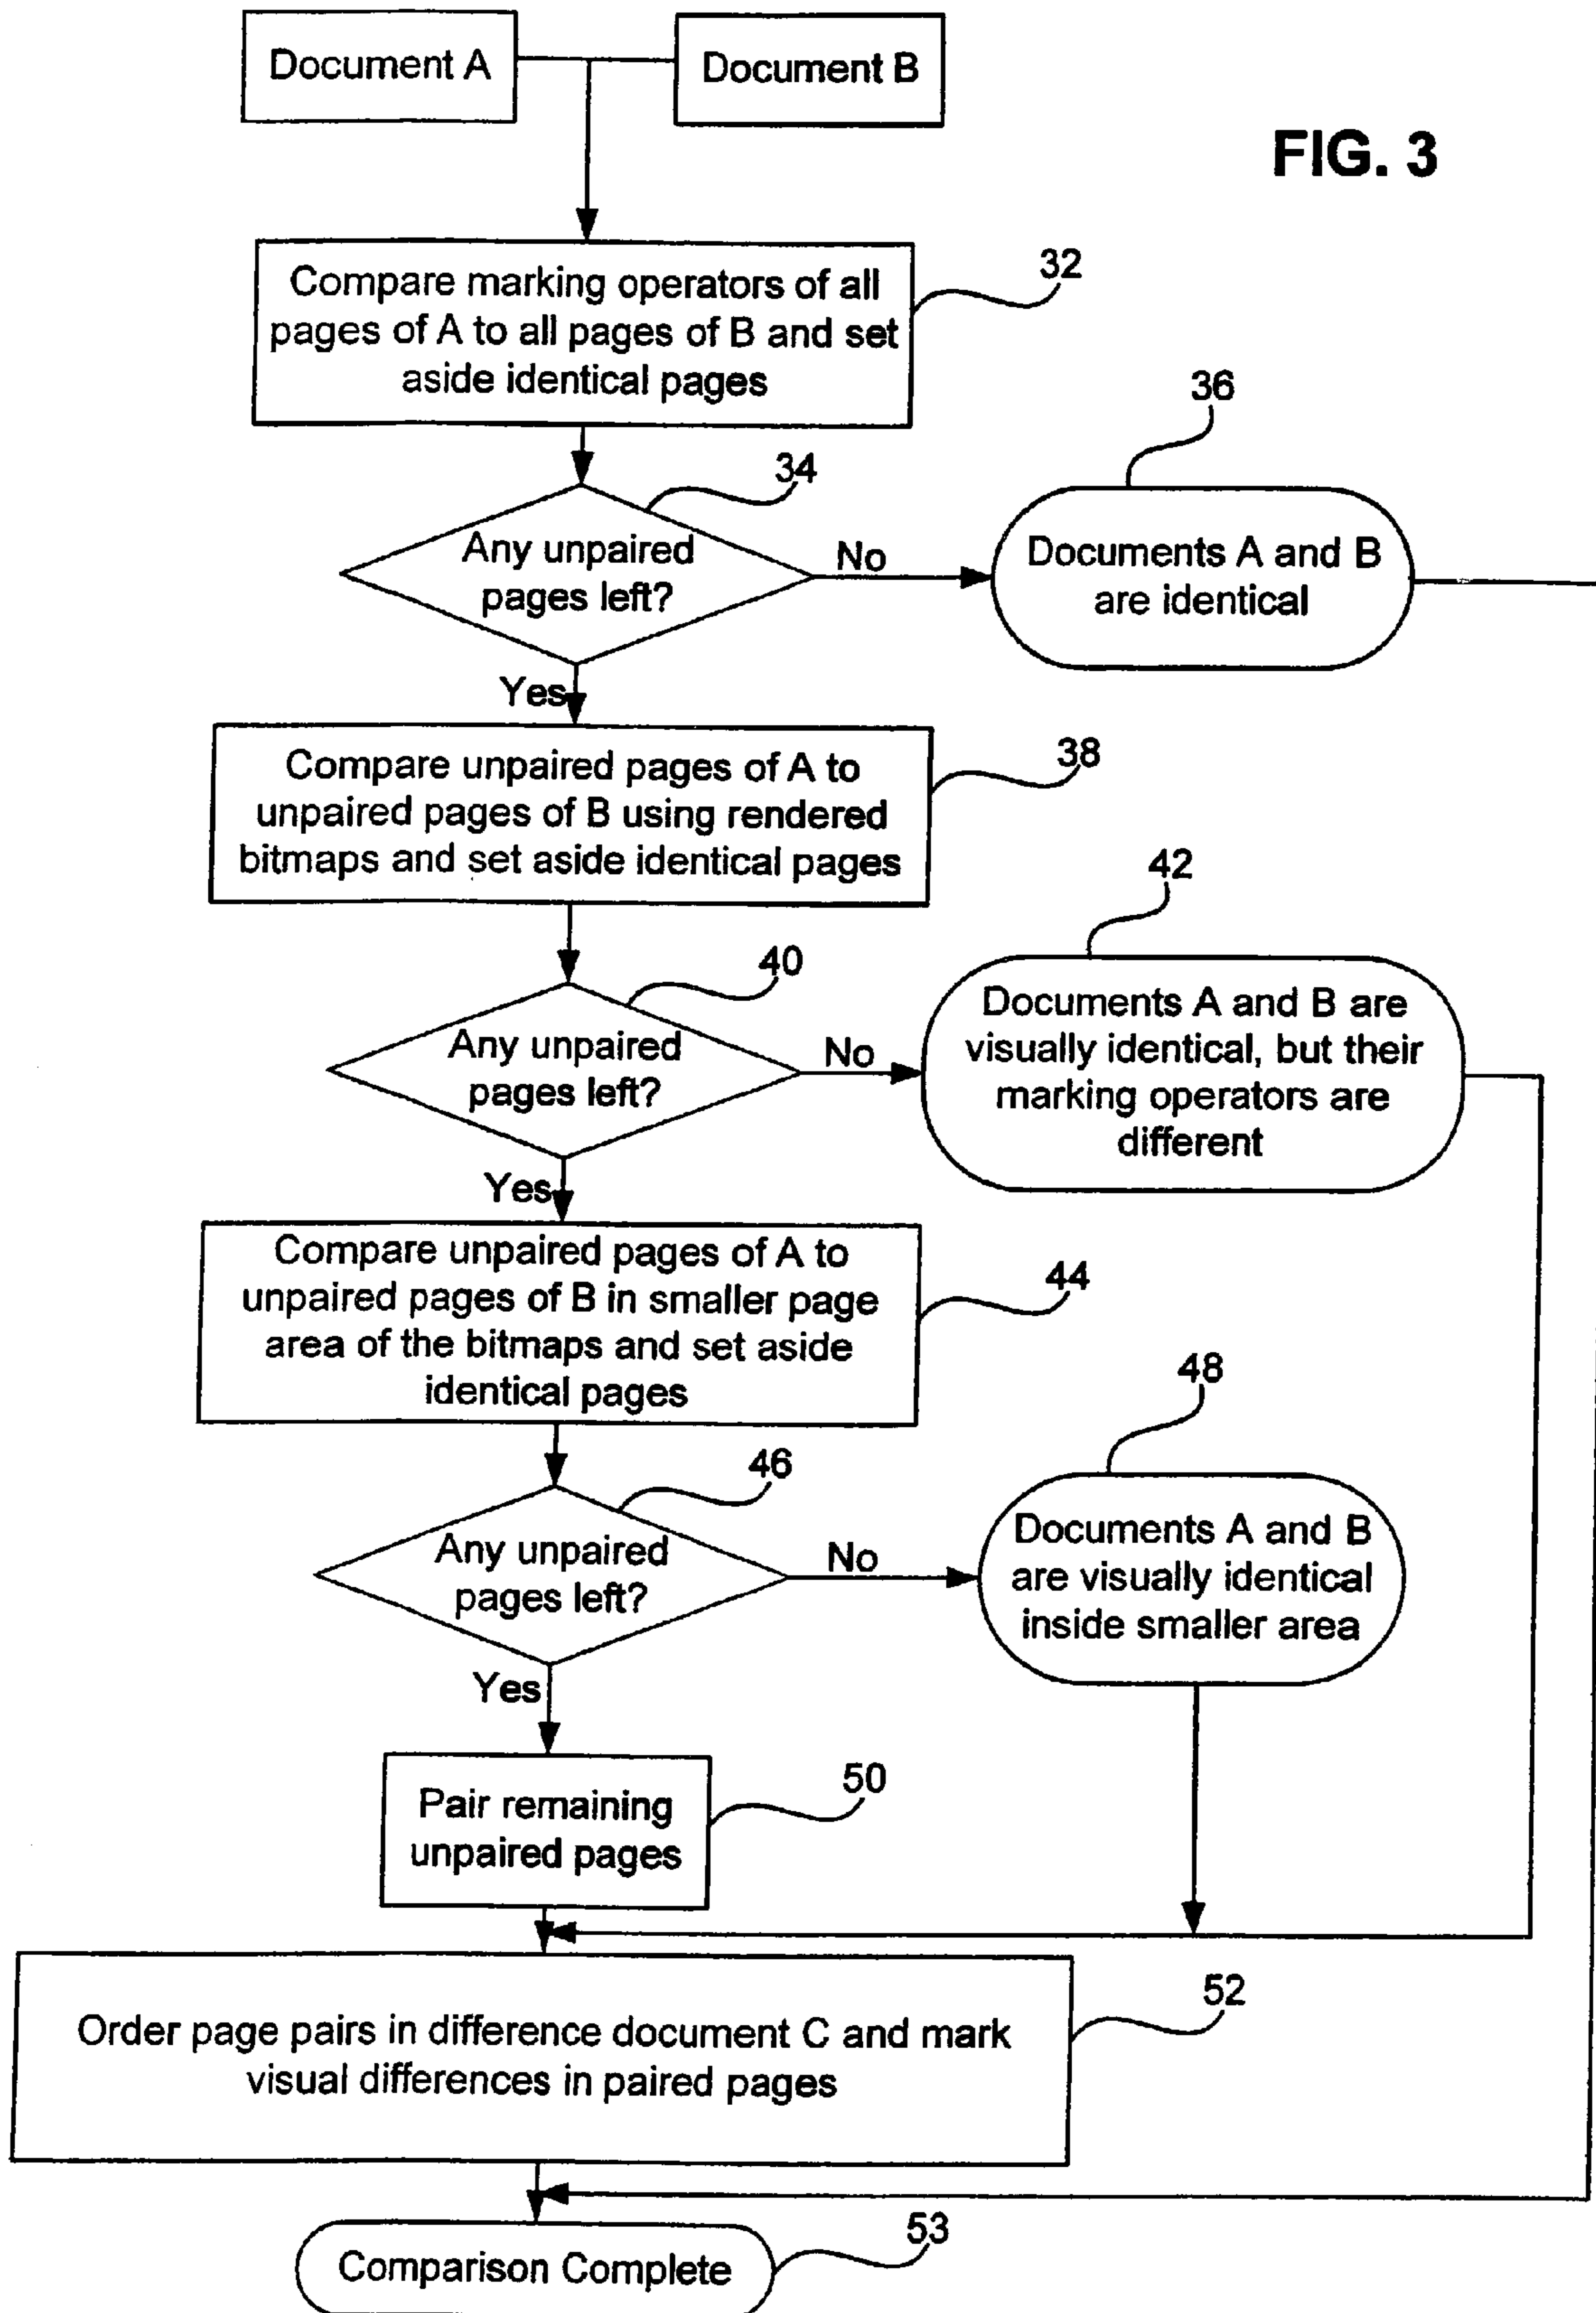 Document A
Document B
FIG. 3
Compare marking operators of all
pages of A to all pages of B and set
aside identical pages
32
34
Any unpaired
pages left?
No
36
Documents A and B
are identical
Yes
Compare unpaired pages of A to
unpaired pages of B using rendered
bitmaps and set aside identical pages
38
40
Any unpaired
pages left?
No
42
Documents A and B are
visually identical, but their
marking operators are
different
Yes
Compare unpaired pages of A to
unpaired pages of B in smaller page
area of the bitmaps and set aside
identical pages
44
46
Any unpaired
pages left?
No
48
Documents A and B
are visually identical
inside smaller area
Yes
Pair remaining
unpaired pages
50
Order page pairs in difference document C and mark
visual differences in paired pages
52
Comparison Complete
53